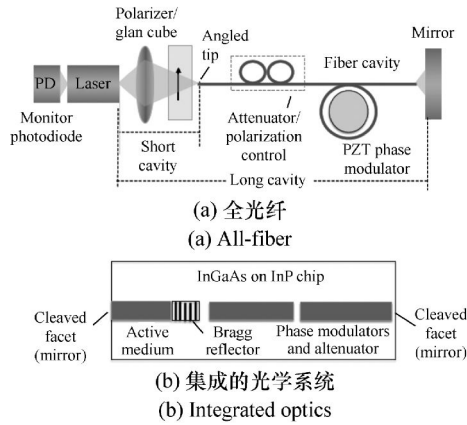 Polarizer/
glan cube
Angled
tip
Mirror
PD
Laser
Fiber cavity
Monitor
photodiode
Short
cavity
Attenuator/
polarization
control
PZT phase
modulator
Long cavity
(a) 全光纤
(a) All-fiber
InGaAs on InP chip
Cleaved
facet
(mirror)
Active
medium
Bragg
reflector
Phase modulators
and altenuator
Cleaved
facet
(mirror)
(b) 集成的光学系统
(b) Integrated optics